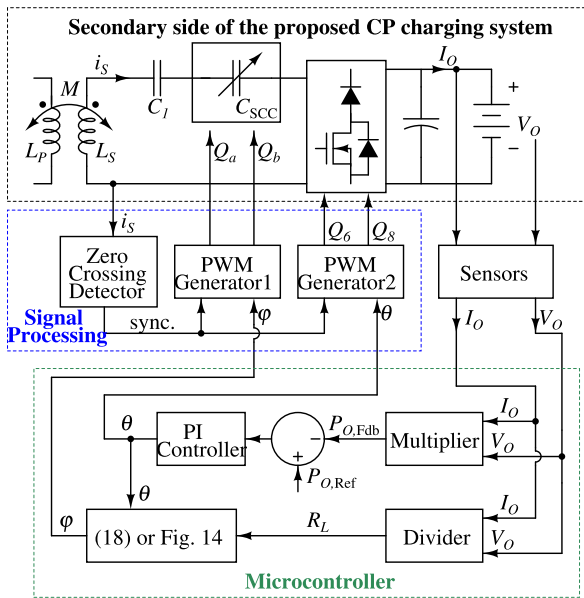 Secondary side of the proposed CP charging system
i_S
I_O
M
C_1
C_SCC
+
V_O
−
L_P
L_S
Q_a
Q_b
i_S
Q_6
Q_8
Zero
Crossing
Detector
PWM
Generator1
PWM
Generator2
Sensors
Signal
Processing
sync.
φ
θ
I_O
V_O
θ
PI
Controller
−
+
P_O,Fdb
P_O,Ref
Multiplier
I_O
V_O
θ
φ
(18) or Fig. 14
R_L
Divider
I_O
V_O
Microcontroller